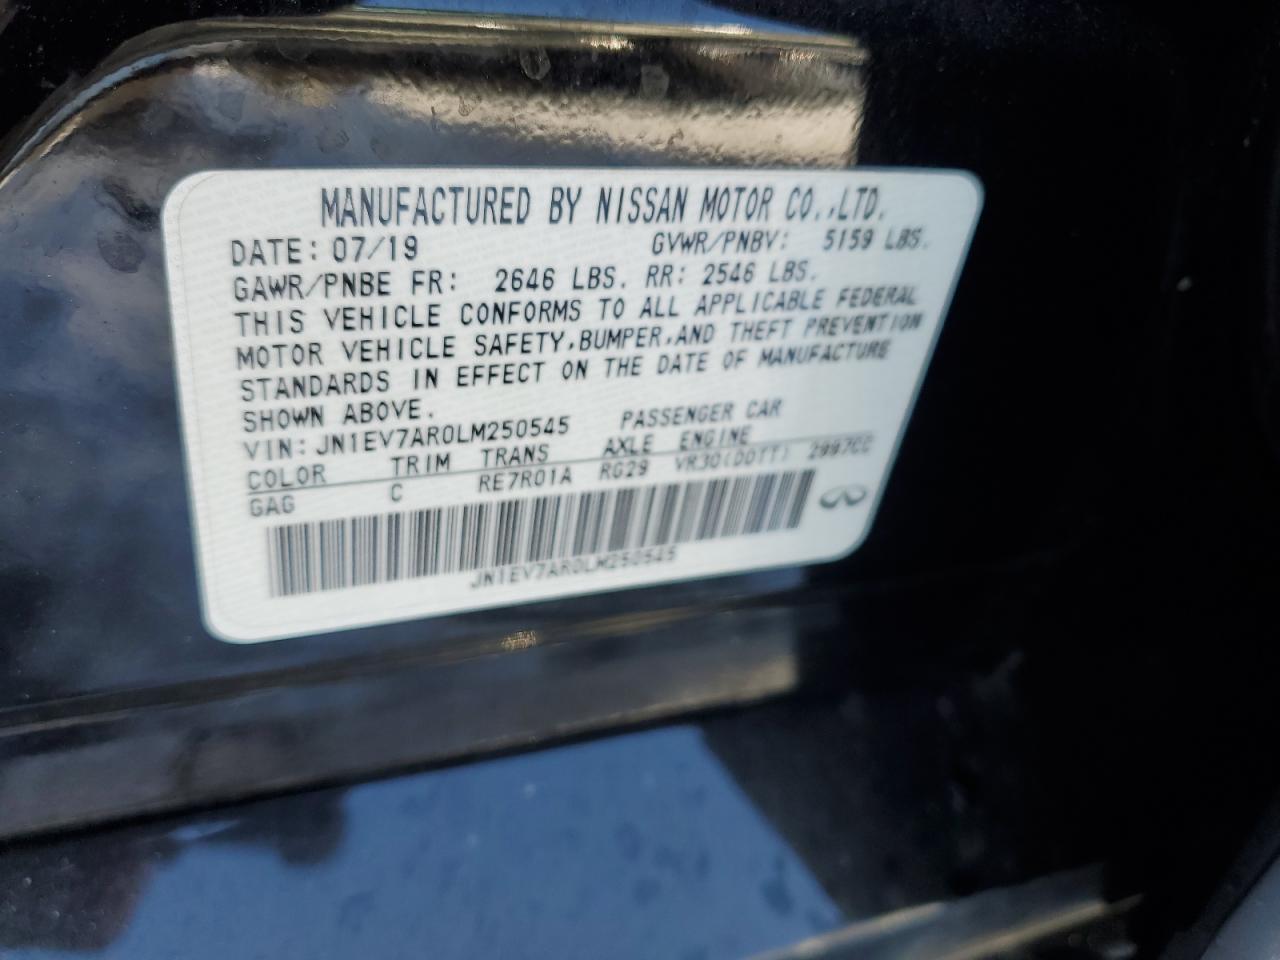 MANUFACTURED BY NISSAN MOTOR CO.,LTD.
DATE: 07/19 GVWR/PNBV: 5159 LBS.
GAWR/PNBE FR: 2646 LBS. RR: 2546 LBS.
THIS VEHICLE CONFORMS TO ALL APPLICABLE FEDERAL
MOTOR VEHICLE SAFETY,BUMPER,AND THEFT PREVENTION
STANDARDS IN EFFECT ON THE DATE OF MANUFACTURE
SHOWN ABOVE.
VIN: JN1EV7AR0LM250545 PASSENGER CAR
COLOR TRIM TRANS AXLE ENGINE
GAG C RE7R01A RG29 VR30(DDTT) 2997CC
JN1EV7AR0LM250545